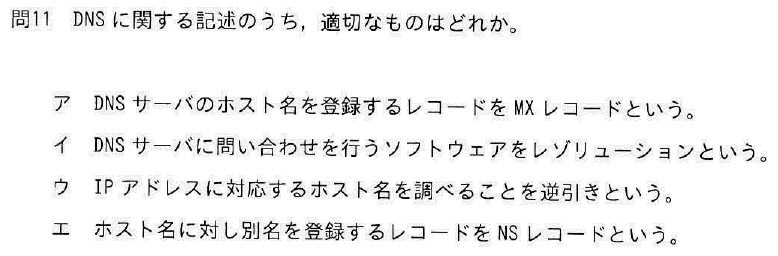 問11 DNSに関する記述のうち，適切なものはどれか。
ア DNSサーバのホスト名を登録するレコードをMXレコードという。
イ DNSサーバに問い合わせを行うソフトウェアをレゾリューションという。
ウ IPアドレスに対応するホスト名を調べることを逆引きという。
エ ホスト名に対し別名を登録するレコードをNSレコードという。